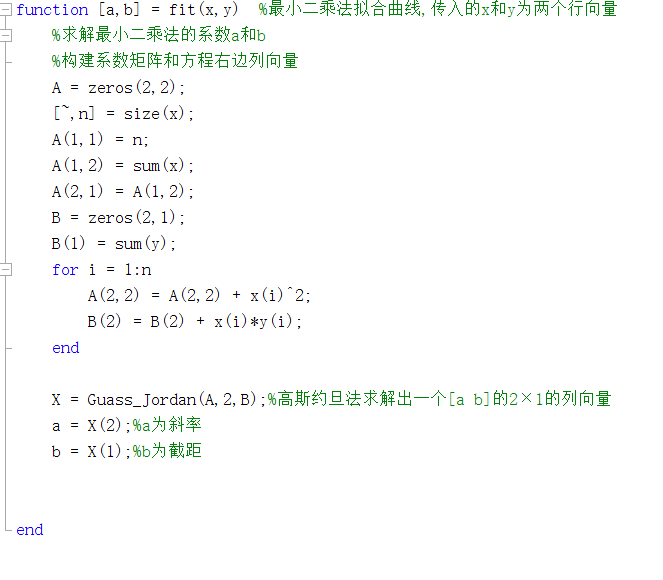 function [a,b] = fit(x,y)  %最小二乘法拟合曲线,传入的x和y为两个行向量
%求解最小二乘法的系数a和b
%构建系数矩阵和方程右边列向量
A = zeros(2,2);
[~,n] = size(x);
A(1,1) = n;
A(1,2) = sum(x);
A(2,1) = A(1,2);
B = zeros(2,1);
B(1) = sum(y);
for i = 1:n
A(2,2) = A(2,2) + x(i)^2;
B(2) = B(2) + x(i)*y(i);
end
X = Guass_Jordan(A,2,B);%高斯约旦法求解出一个[a b]的2×1的列向量
a = X(2);%a为斜率
b = X(1);%b为截距
end